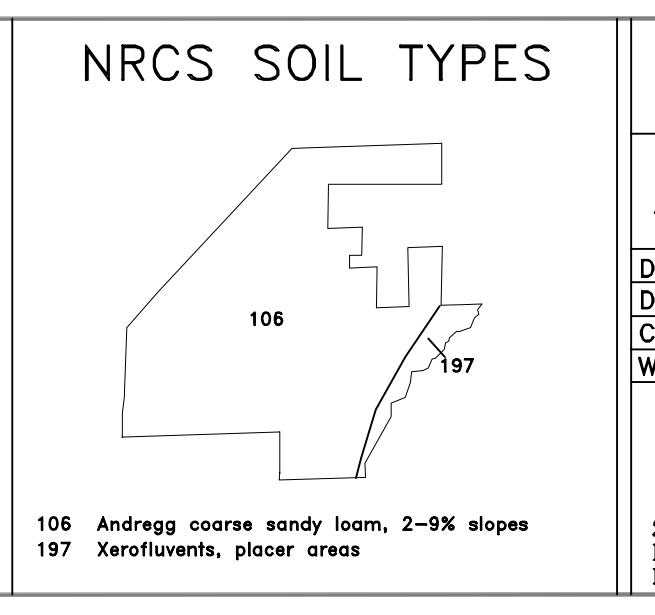 NRCS SOIL TYPES
106
197
106 Andregg coarse sandy loam, 2-9% slopes
197 Xerofluvents, placer areas
D
D
C
W